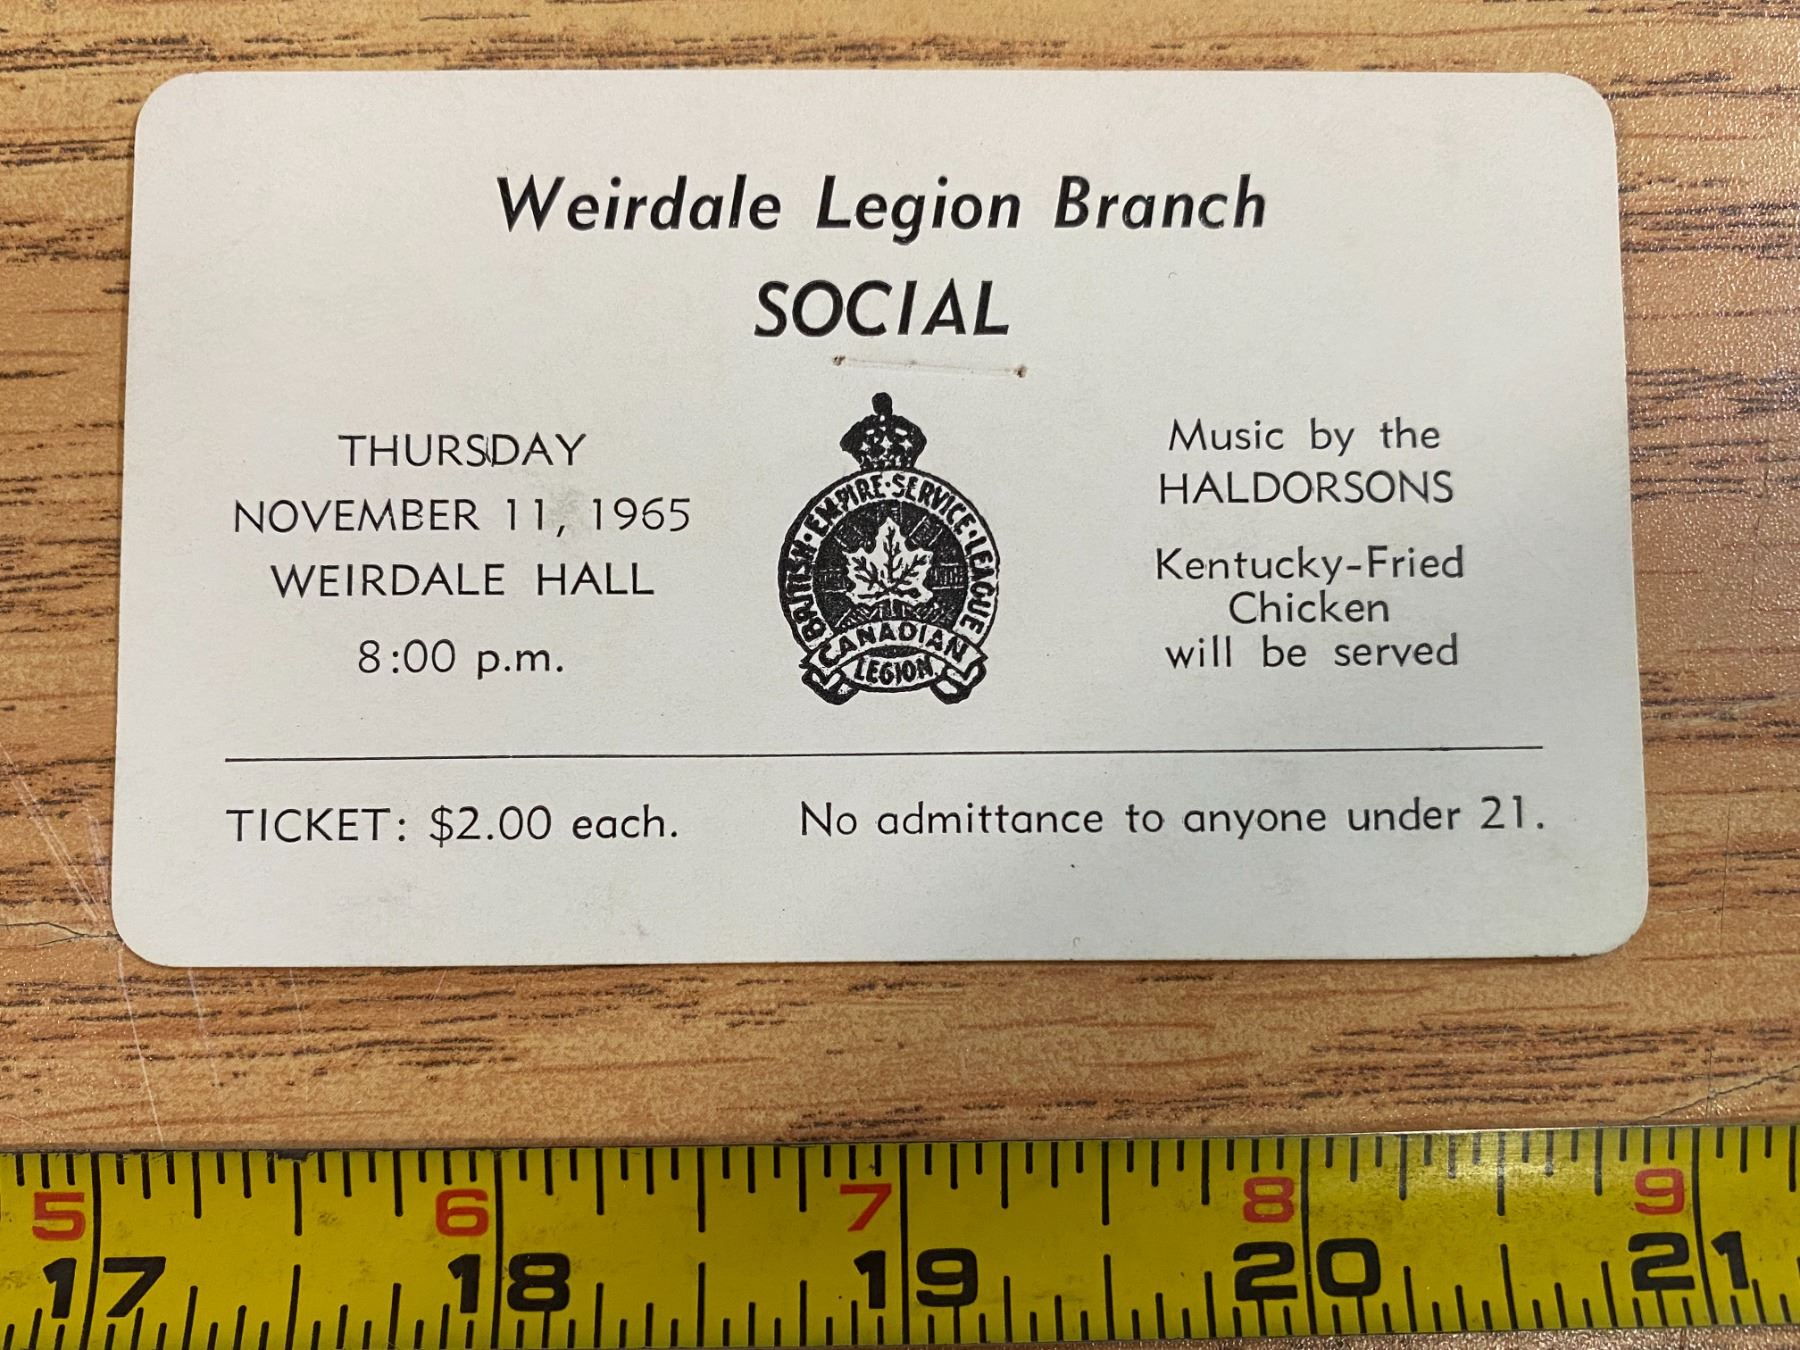 Weirdale Legion Branch
SOCIAL
THURSDAY
NOVEMBER 11, 1965
WEIRDALE HALL
8:00 p.m.
BRITISH·EMPIRE·SERVICE·LEAGUE
CANADIAN
LEGION
Music by the
HALDORSONS
Kentucky-Fried
Chicken
will be served
TICKET: $2.00 each. No admittance to anyone under 21.
5 6 7 8 9
17 18 19 20 21